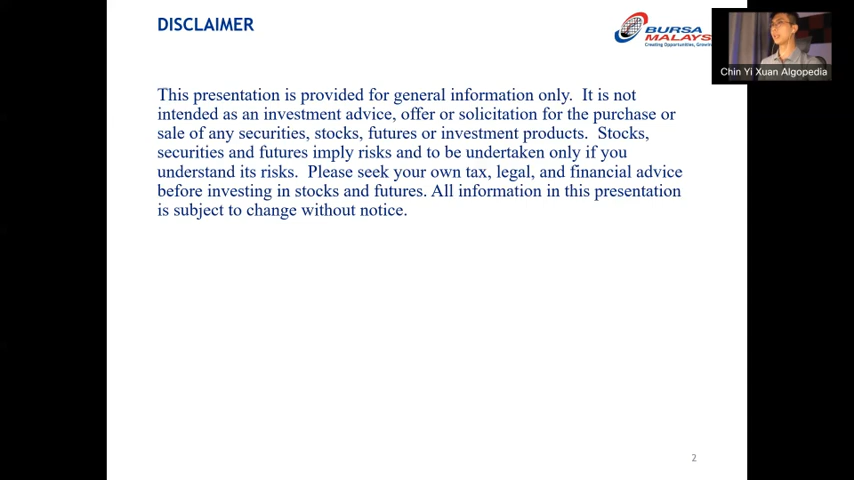 DISCLAIMER
BURSA
MALAYS
Creating Opportunities, Growin
Chin Yi Xuan Algopedia
This presentation is provided for general information only.  It is not
intended as an investment advice, offer or solicitation for the purchase or
sale of any securities, stocks, futures or investment products.  Stocks,
securities and futures imply risks and to be undertaken only if you
understand its risks.  Please seek your own tax, legal, and financial advice
before investing in stocks and futures. All information in this presentation
is subject to change without notice.
2